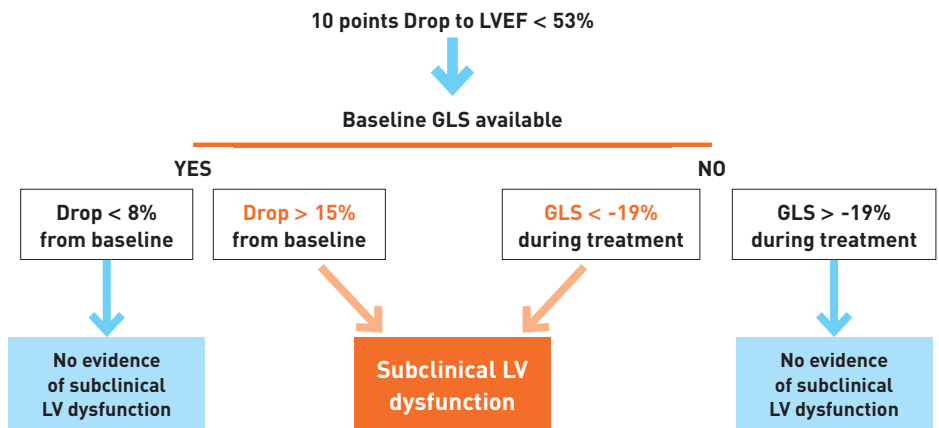 10 points Drop to LVEF < 53%
Baseline GLS available
YES
NO
Drop < 8%
from baseline
Drop > 15%
from baseline
GLS < -19%
during treatment
GLS > -19%
during treatment
No evidence
of subclinical
LV dysfunction
Subclinical LV
dysfunction
No evidence
of subclinical
LV dysfunction